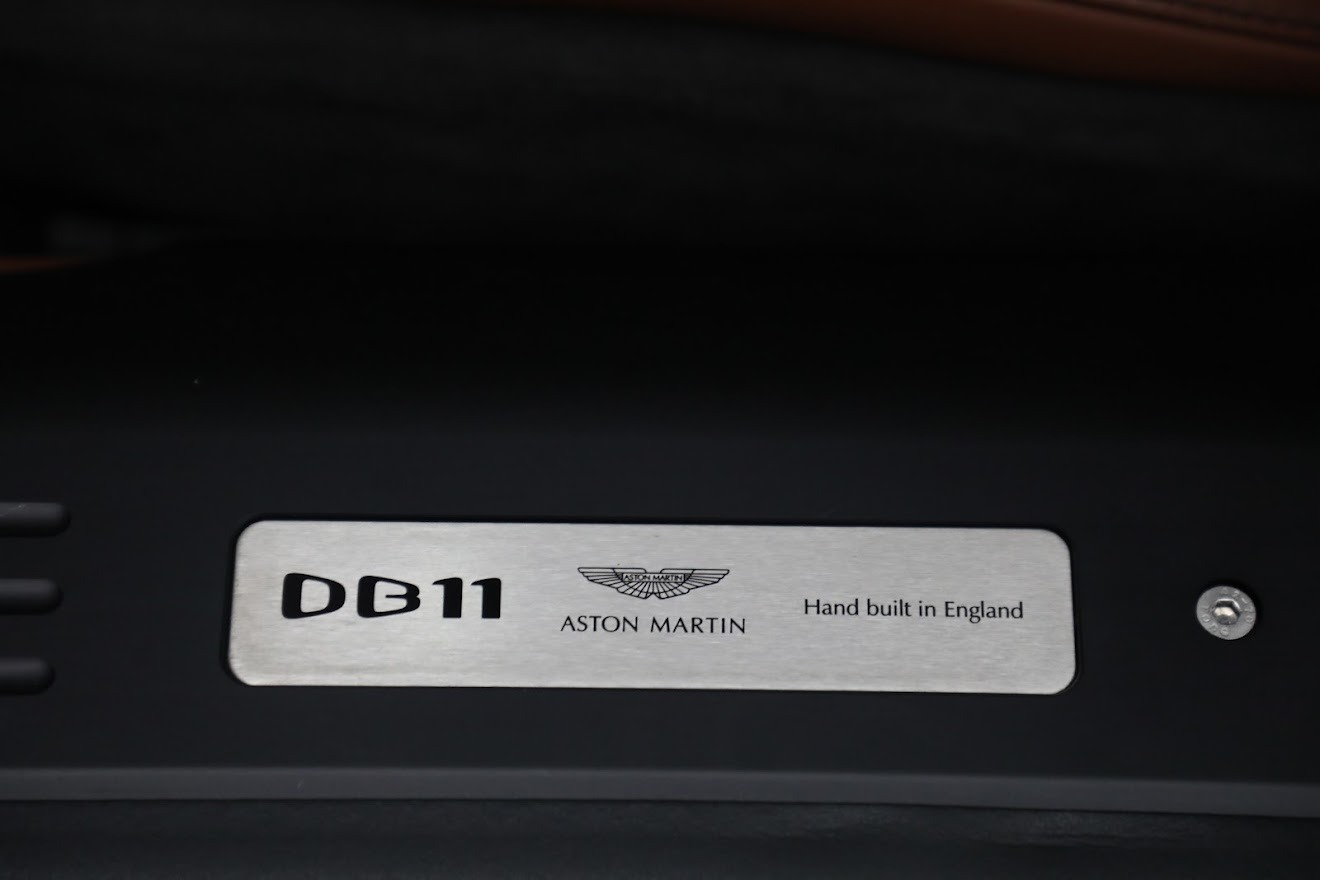 DB11
ASTON MARTIN
ASTON MARTIN
Hand built in England